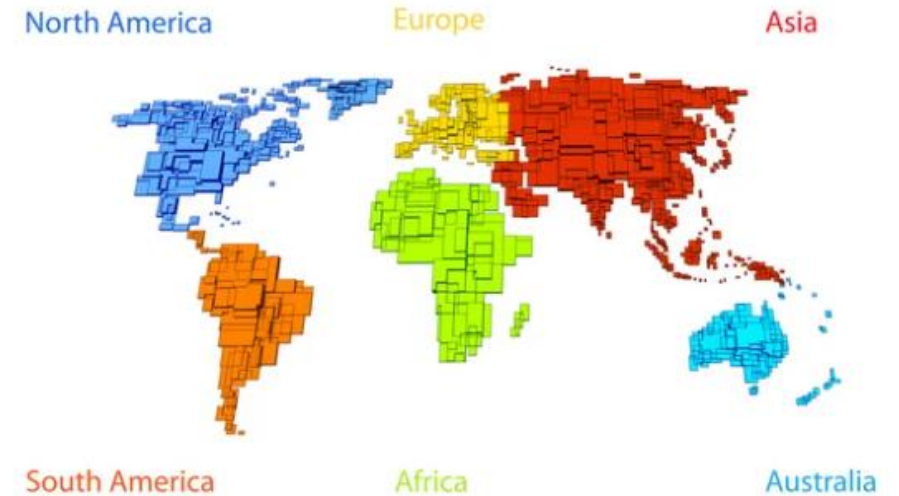 North America
Europe
Asia
South America
Africa
Australia